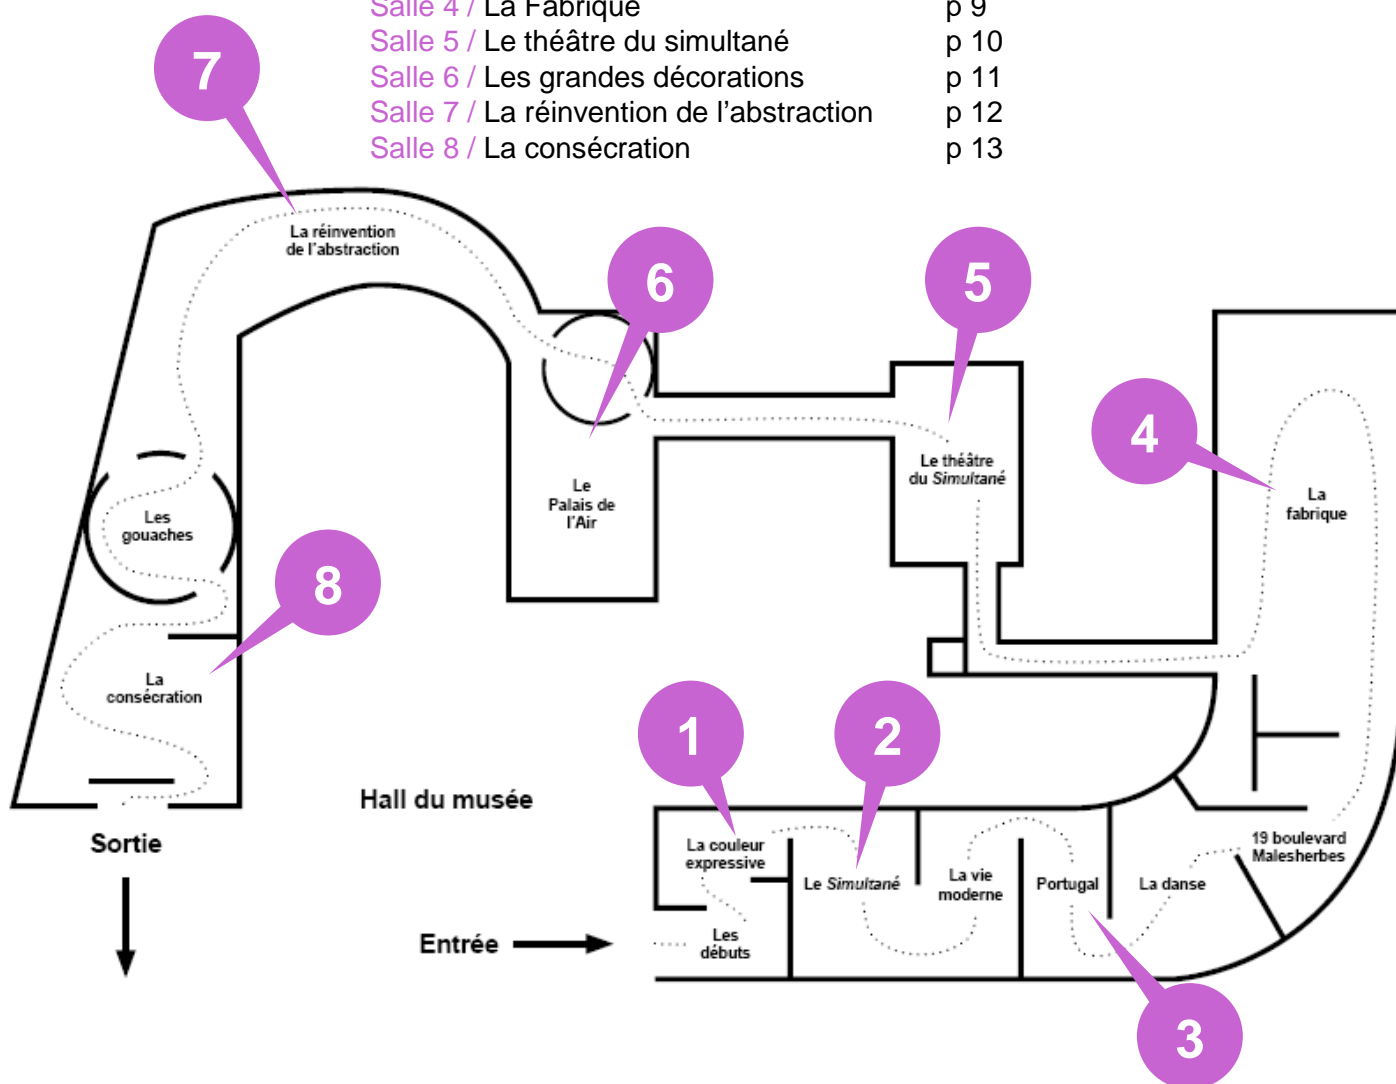 Salle 4 / La Fabrique p 9
Salle 5 / Le théâtre du simultané p 10
Salle 6 / Les grandes décorations p 11
Salle 7 / La réinvention de l’abstraction p 12
Salle 8 / La consécration p 13
7
La réinvention
de l’abstraction
6
5
4
Le théâtre
du Simultané
Le
Palais de
l’Air
La
fabrique
Les
gouaches
8
La
consécration
1
2
Hall du musée
Sortie
La couleur
expressive
Le Simultané
La vie
moderne
Portugal
La danse
19 boulevard
Malesherbes
Entrée
Les
débuts
3